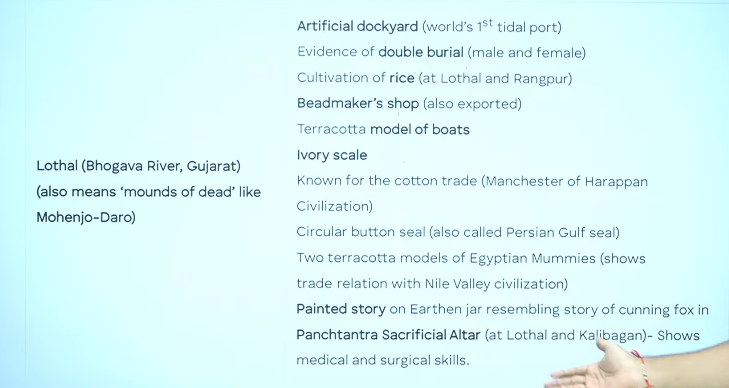 Artificial dockyard (world's 1st tidal port)
Evidence of double burial (male and female)
Cultivation of rice (at Lothal and Rangpur)
Beadmaker's shop (also exported)
Terracotta model of boats
Lothal (Bhogava River, Gujarat)
(also means 'mounds of dead' like
Mohenjo-Daro)
Ivory scale
Known for the cotton trade (Manchester of Harappan
Civilization)
Circular button seal (also called Persian Gulf seal)
Two terracotta models of Egyptian Mummies (shows
trade relation with Nile Valley civilization)
Painted story on Earthen jar resembling story of cunning fox in
Panchtantra Sacrificial Altar (at Lothal and Kalibagan)- Shows
medical and surgical skills.